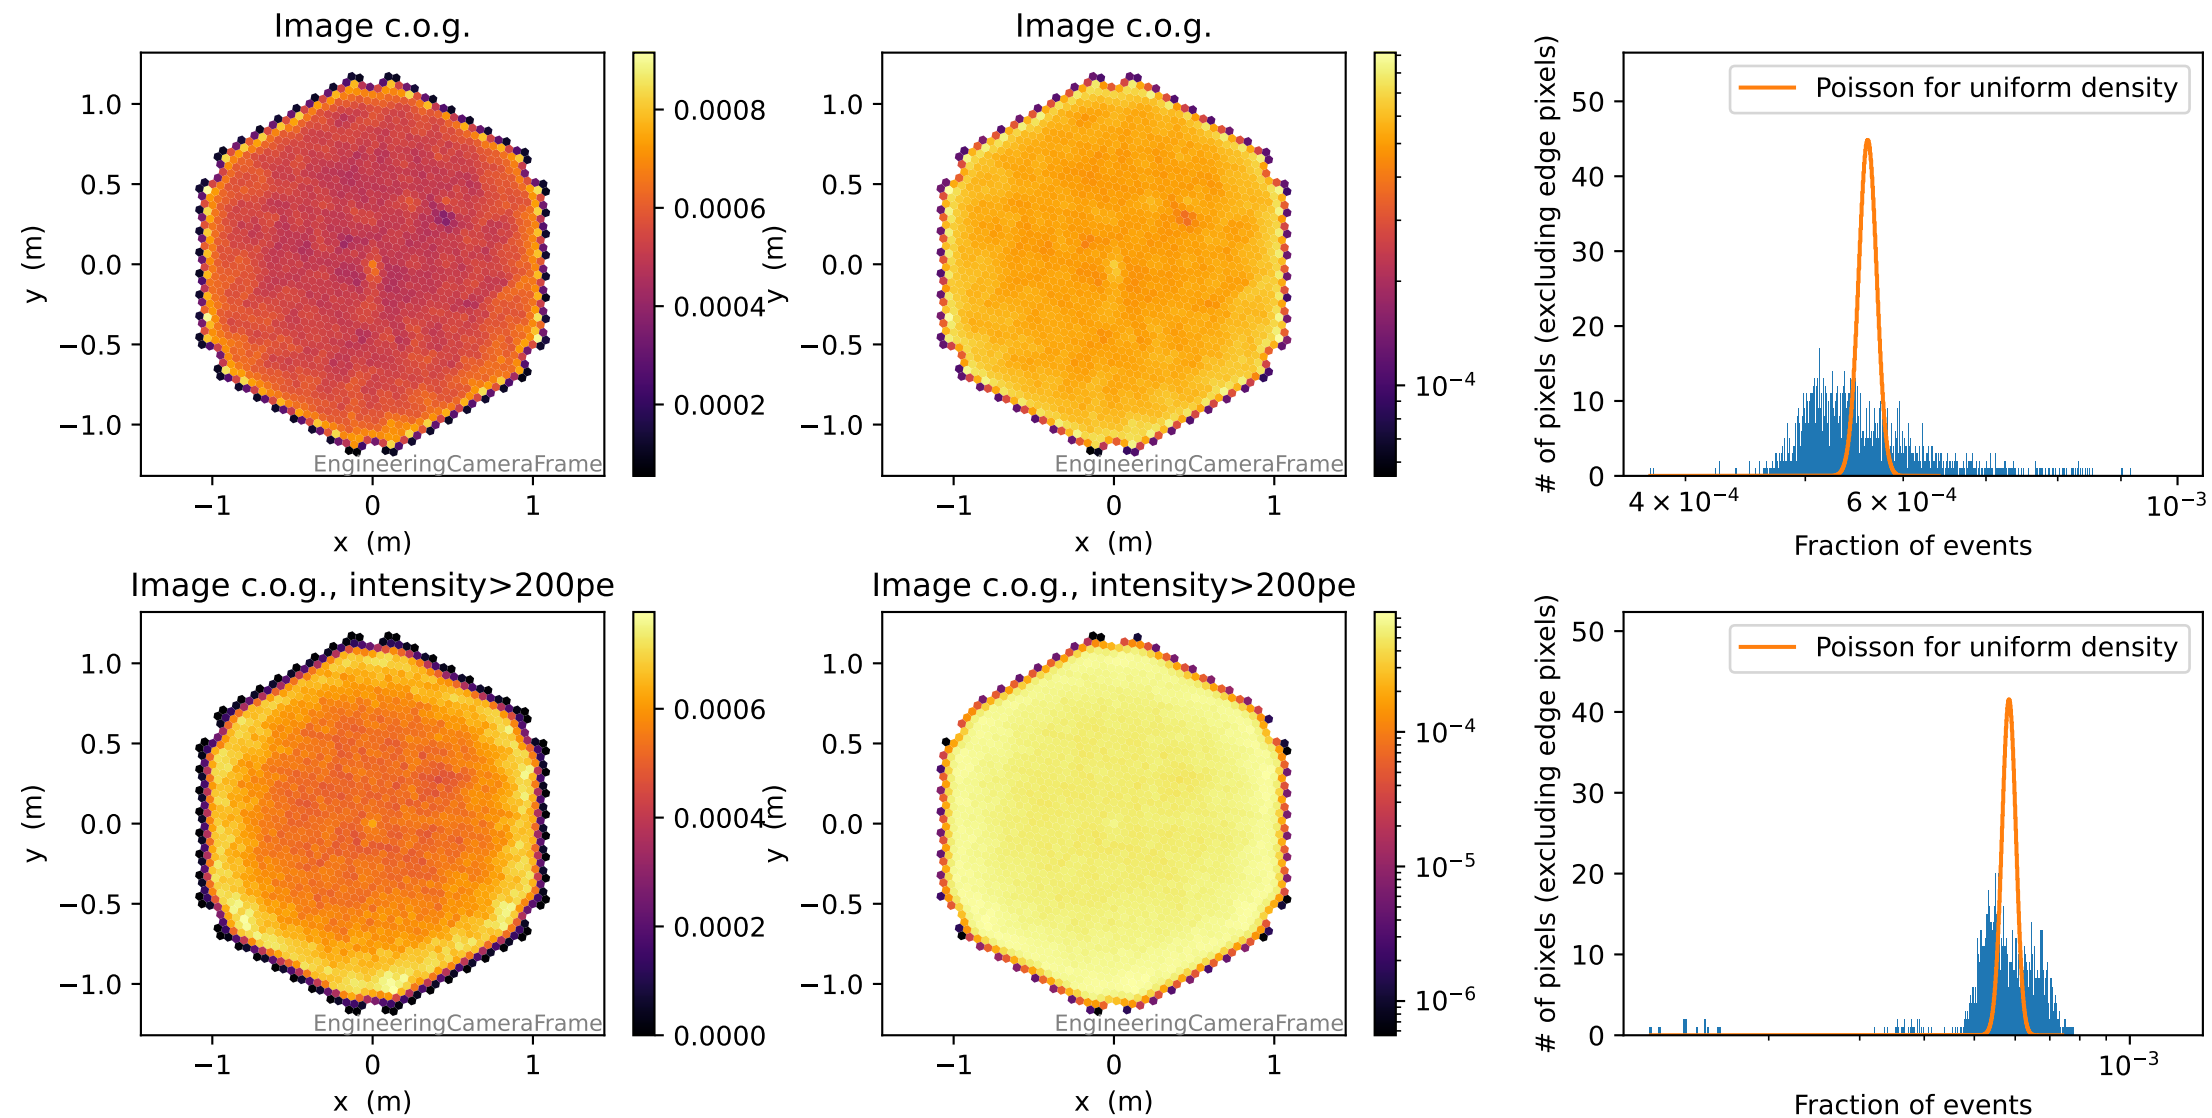 Image c.o.g.
1.0
0.5
0.0
−0.5
−1.0
y (m)
−1 0 1
x (m)
EngineeringCameraFrame
0.0008
0.0006
0.0004
0.0002
Image c.o.g.
1.0
0.5
0.0
−0.5
−1.0
y (m)
−1 0 1
x (m)
EngineeringCameraFrame
10⁻⁴
Poisson for uniform density
50
40
30
20
10
0
# of pixels (excluding edge pixels)
4 × 10⁻⁴ 6 × 10⁻⁴ 10⁻³
Fraction of events
Image c.o.g., intensity>200pe
1.0
0.5
0.0
−0.5
−1.0
y (m)
−1 0 1
x (m)
EngineeringCameraFrame
0.0006
0.0004
0.0002
0.0000
Image c.o.g., intensity>200pe
1.0
0.5
0.0
−0.5
−1.0
y (m)
−1 0 1
x (m)
EngineeringCameraFrame
10⁻⁴
10⁻⁵
10⁻⁶
Poisson for uniform density
50
40
30
20
10
0
# of pixels (excluding edge pixels)
10⁻³
Fraction of events